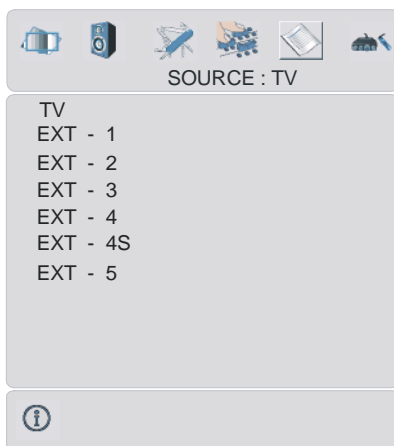 SOURCE : TV
TV
EXT - 1
EXT - 2
EXT - 3
EXT - 4
EXT - 4S
EXT - 5